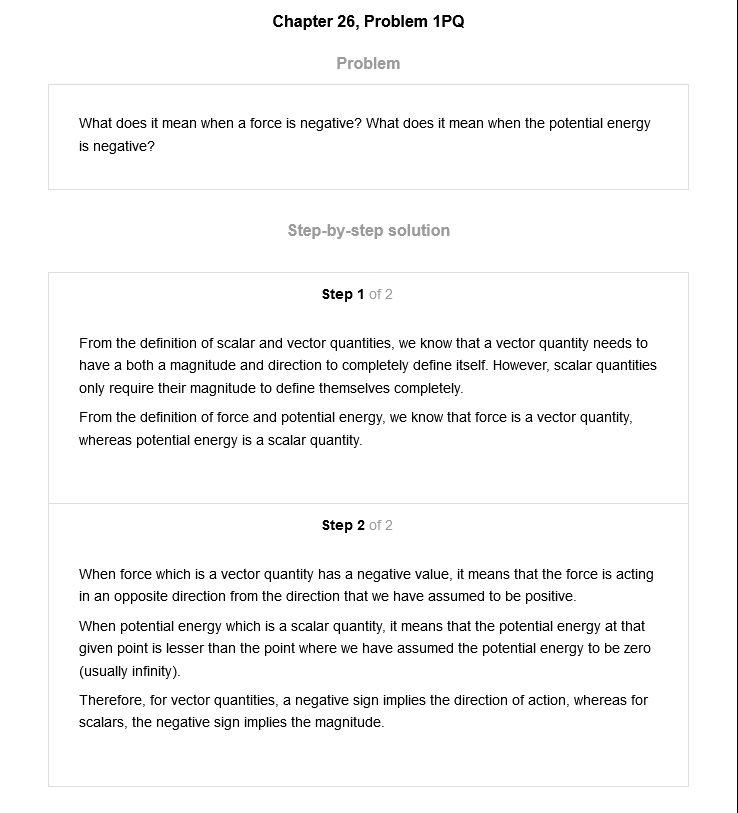 Chapter 26, Problem 1PQ
Problem
What does it mean when a force is negative? What does it mean when the potential energy
is negative?
Step-by-step solution
Step 1 of 2
From the definition of scalar and vector quantities, we know that a vector quantity needs to
have a both a magnitude and direction to completely define itself. However, scalar quantities
only require their magnitude to define themselves completely.
From the definition of force and potential energy, we know that force is a vector quantity,
whereas potential energy is a scalar quantity.
Step 2 of 2
When force which is a vector quantity has a negative value, it means that the force is acting
in an opposite direction from the direction that we have assumed to be positive.
When potential energy which is a scalar quantity, it means that the potential energy at that
given point is lesser than the point where we have assumed the potential energy to be zero
(usually infinity).
Therefore, for vector quantities, a negative sign implies the direction of action, whereas for
scalars, the negative sign implies the magnitude.